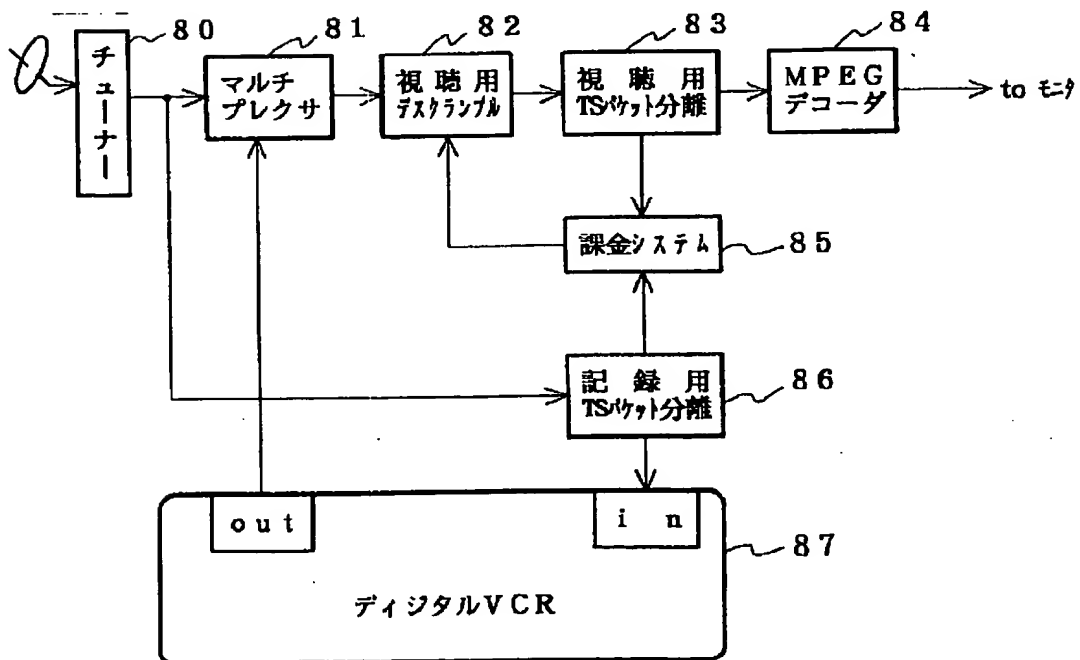 80
81
82
83
84
チューナー
マルチ
プレクサ
視聴用
デスクランブル
視聴用
TSパケット分離
MPEG
デコーダ
to モニタ
課金システム
85
記録用
TSパケット分離
86
out
in
87
ディジタルVCR